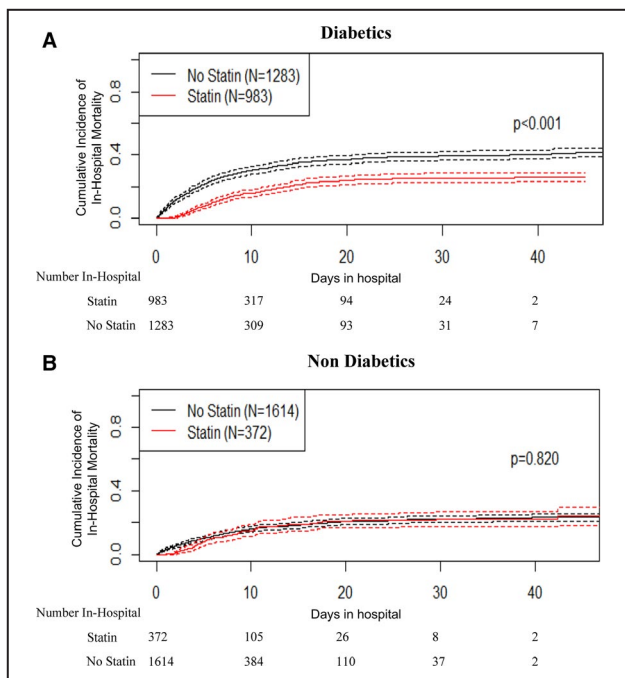 A
Diabetics
Cumulative Incidence of
In-Hospital Mortality
0.0 0.4 0.8
No Statin (N=1283)
Statin (N=983)
p<0.001
0 10 20 30 40
Number In-Hospital
Days in hospital
Statin 983 317 94 24 2
No Statin 1283 309 93 31 7
B
Non Diabetics
Cumulative Incidence of
In-Hospital Mortality
0.0 0.4 0.8
No Statin (N=1614)
Statin (N=372)
p=0.820
0 10 20 30 40
Number In-Hospital
Days in hospital
Statin 372 105 26 8 2
No Statin 1614 384 110 37 2